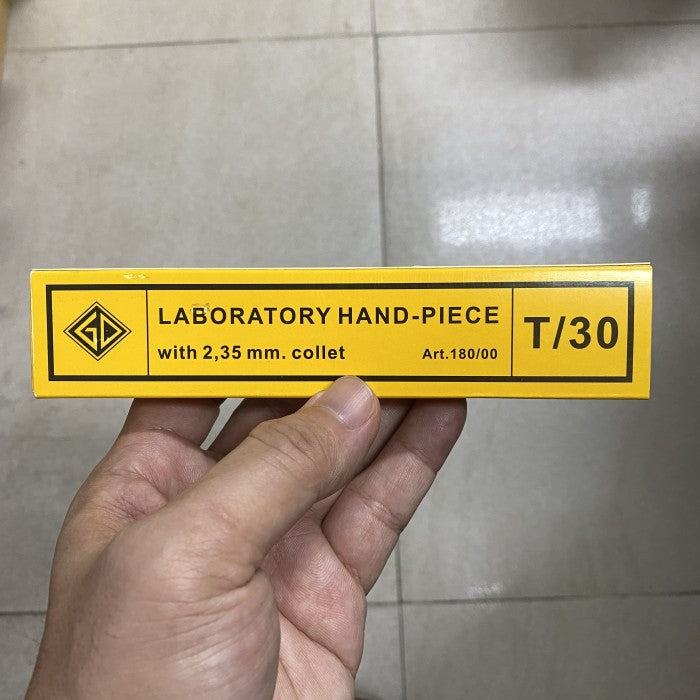 LABORATORY HAND-PIECE
with 2,35 mm. collet
Art.180/00
T/30